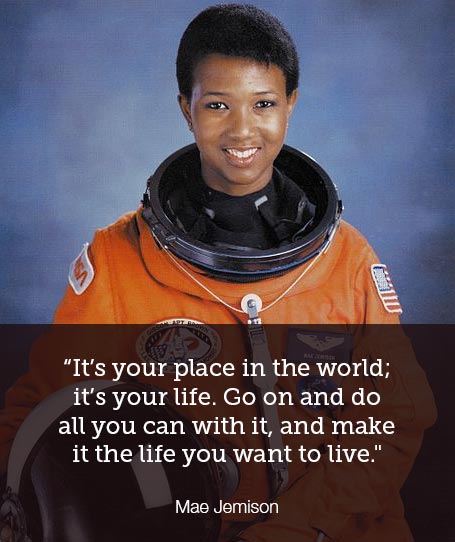 “It’s your place in the world;
it’s your life. Go on and do
all you can with it, and make
it the life you want to live."
Mae Jemison